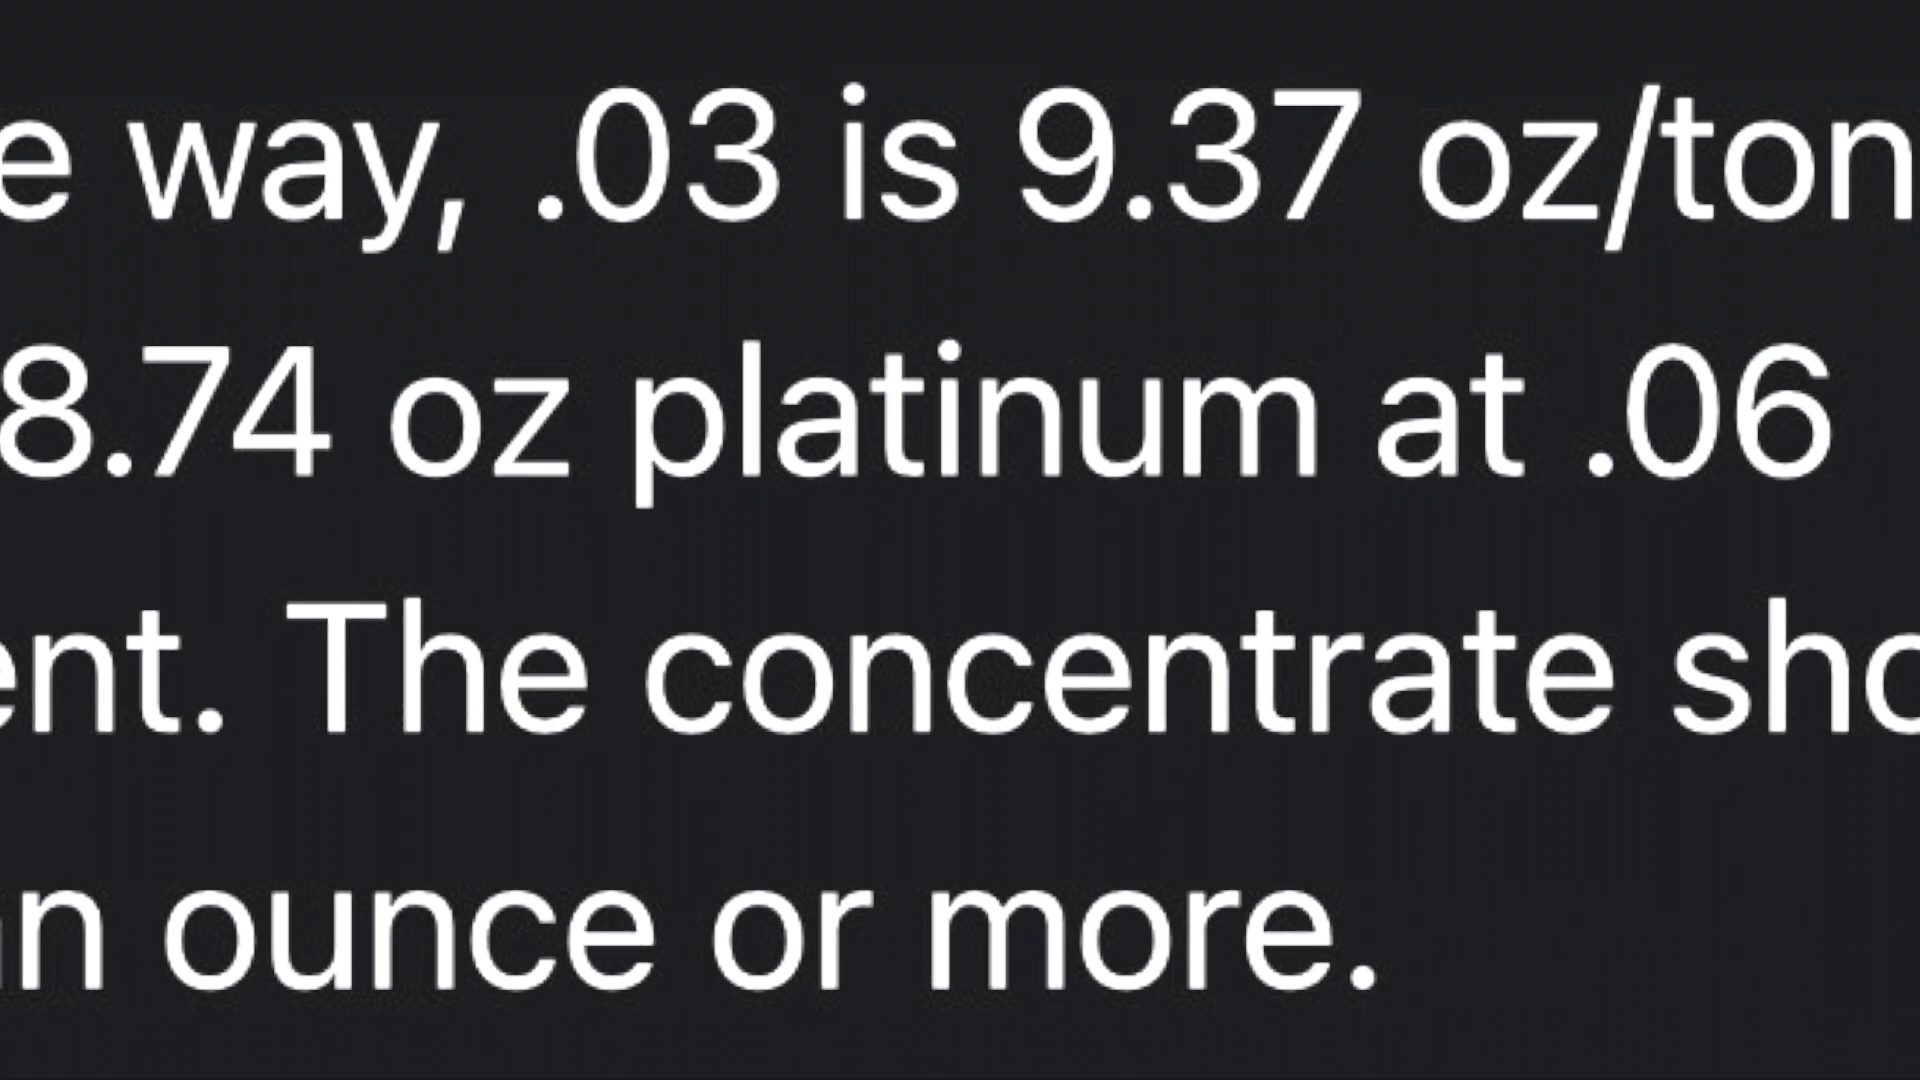 e way, .03 is 9.37 oz/ton
8.74 oz platinum at .06
ent. The concentrate sho
an ounce or more.